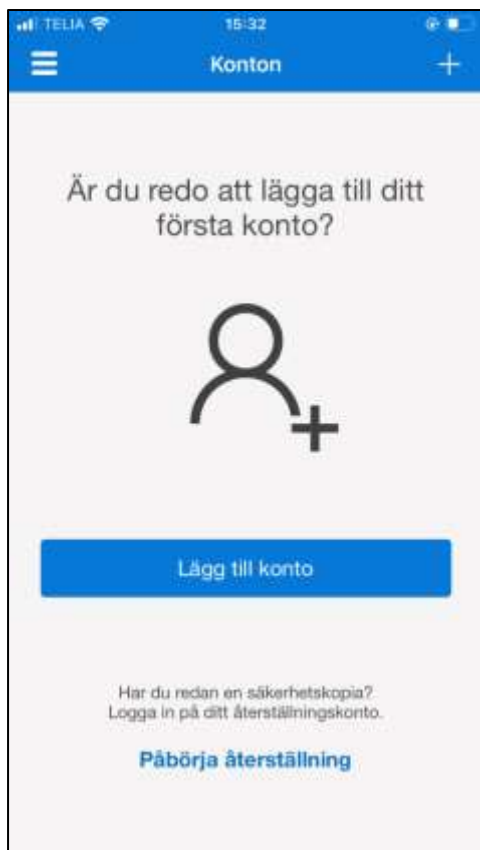 TELIA 15:32
Konton
Är du redo att lägga till ditt
första konto?
Lägg till konto
Har du redan en säkerhetskopia?
Logga in på ditt återställningskonto.
Påbörja återställning